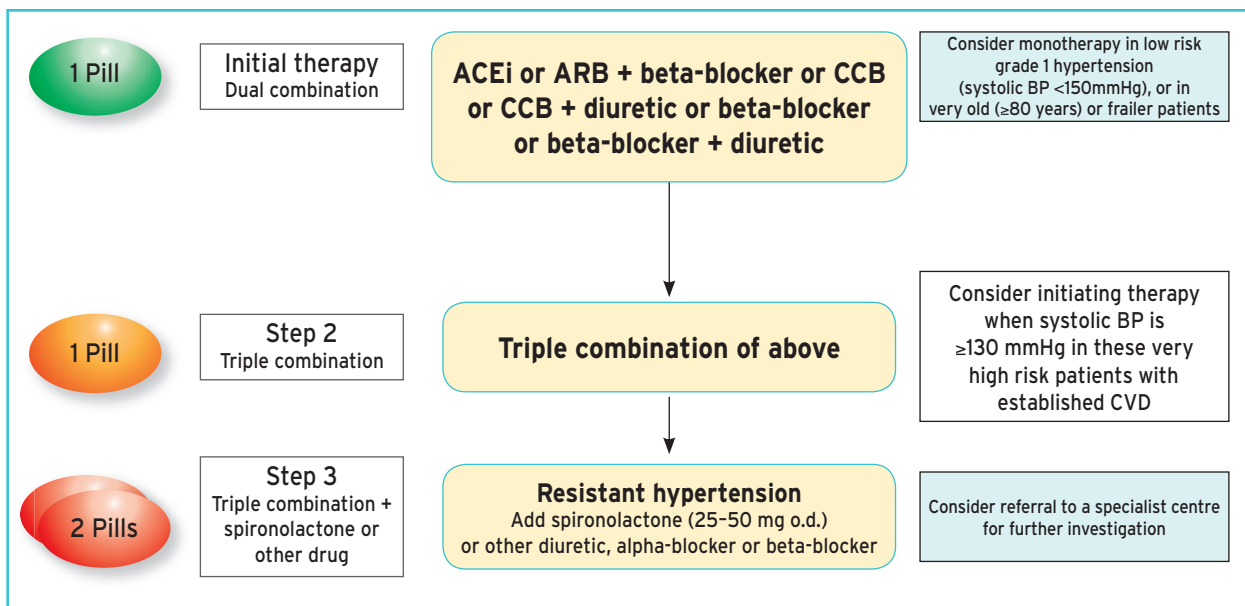 1 Pill
Initial therapy
Dual combination
ACEi or ARB + beta-blocker or CCB
or CCB + diuretic or beta-blocker
or beta-blocker + diuretic
Consider monotherapy in low risk
grade 1 hypertension
(systolic BP <150mmHg), or in
very old (≥80 years) or frailer patients
1 Pill
Step 2
Triple combination
Triple combination of above
Consider initiating therapy
when systolic BP is
≥130 mmHg in these very
high risk patients with
established CVD
2 Pills
Step 3
Triple combination +
spironolactone or
other drug
Resistant hypertension
Add spironolactone (25–50 mg o.d.)
or other diuretic, alpha-blocker or beta-blocker
Consider referral to a specialist centre
for further investigation